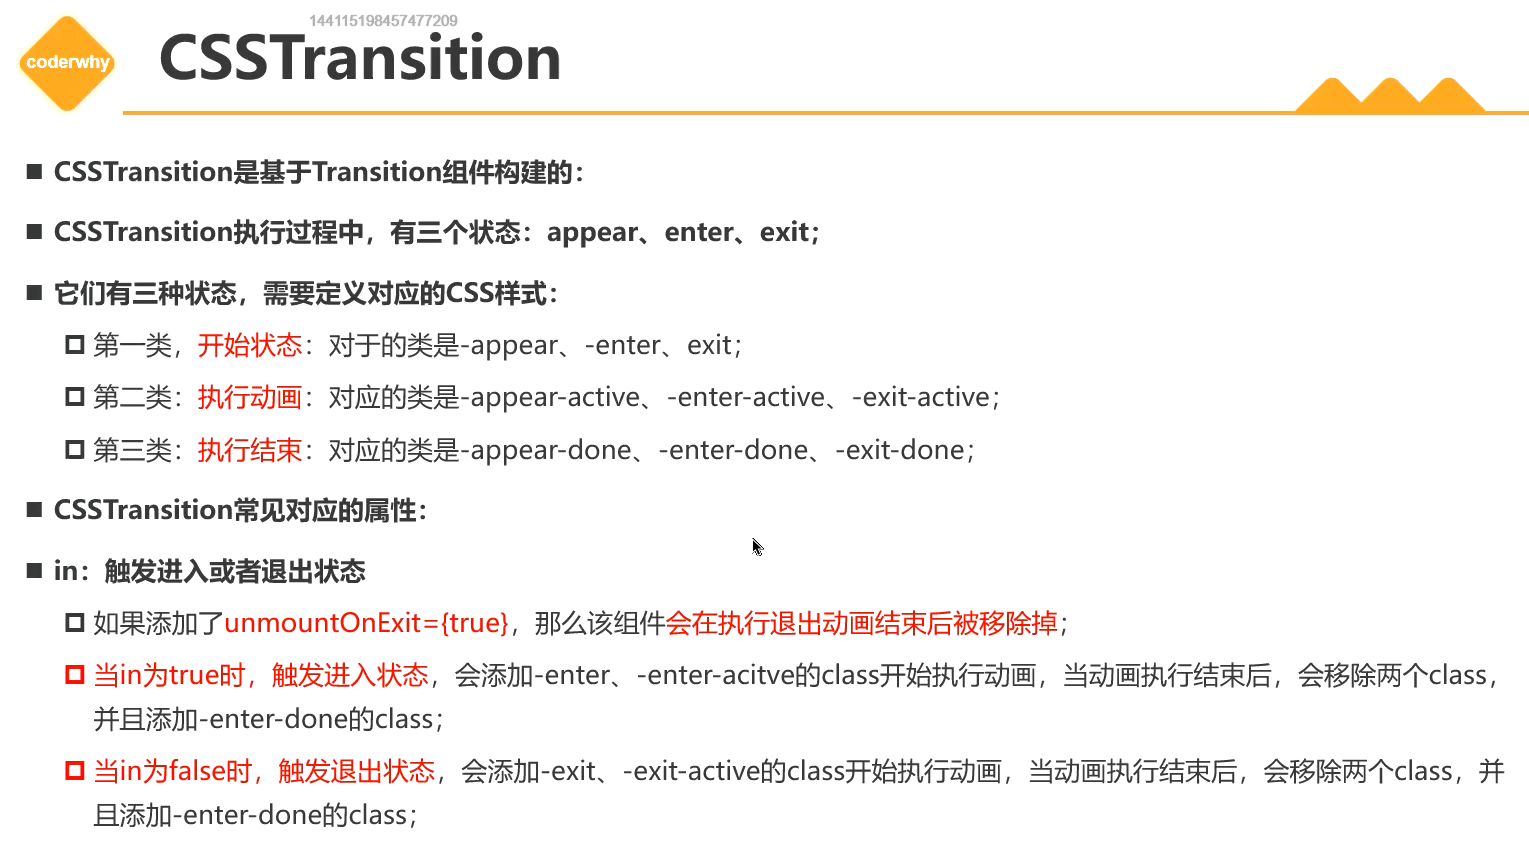 144115198457477209
coderwhy
CSSTransition
CSSTransition是基于Transition组件构建的：
CSSTransition执行过程中，有三个状态：appear、enter、exit；
它们有三种状态，需要定义对应的CSS样式：
第一类，开始状态：对于的类是-appear、-enter、exit；
第二类：执行动画：对应的类是-appear-active、-enter-active、-exit-active；
第三类：执行结束：对应的类是-appear-done、-enter-done、-exit-done；
CSSTransition常见对应的属性：
in：触发进入或者退出状态
如果添加了unmountOnExit={true}，那么该组件会在执行退出动画结束后被移除掉；
当in为true时，触发进入状态，会添加-enter、-enter-acitve的class开始执行动画，当动画执行结束后，会移除两个class，
并且添加-enter-done的class；
当in为false时，触发退出状态，会添加-exit、-exit-active的class开始执行动画，当动画执行结束后，会移除两个class，并
且添加-enter-done的class；